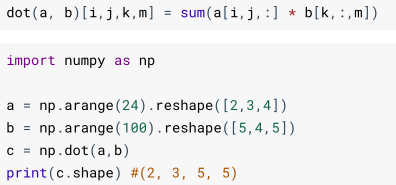 dot(a, b)[i,j,k,m] = sum(a[i,j,:] * b[k,:,m])
import numpy as np
a = np.arange(24).reshape([2,3,4])
b = np.arange(100).reshape([5,4,5])
c = np.dot(a,b)
print(c.shape) #(2, 3, 5, 5)